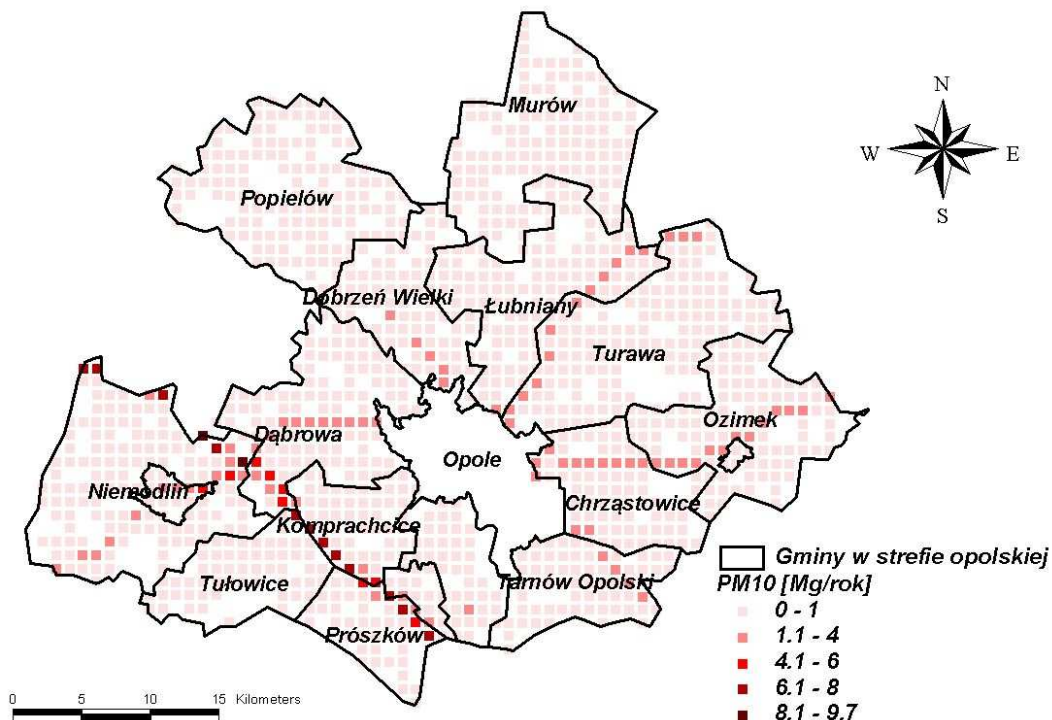 Murów
N
W E
S
Popielów
Dobrzeń Wielki
Łubniany
Turawa
Ozimek
Dąbrowa
Opole
Niemodlin
Chrząstowice
Komprachcice
Tułowice
Tarnów Opolski
Prószków
Gminy w strefie opolskiej
PM10 [Mg/rok]
0 - 1
1.1 - 4
4.1 - 6
6.1 - 8
8.1 - 9.7
0 5 10 15 Kilometers